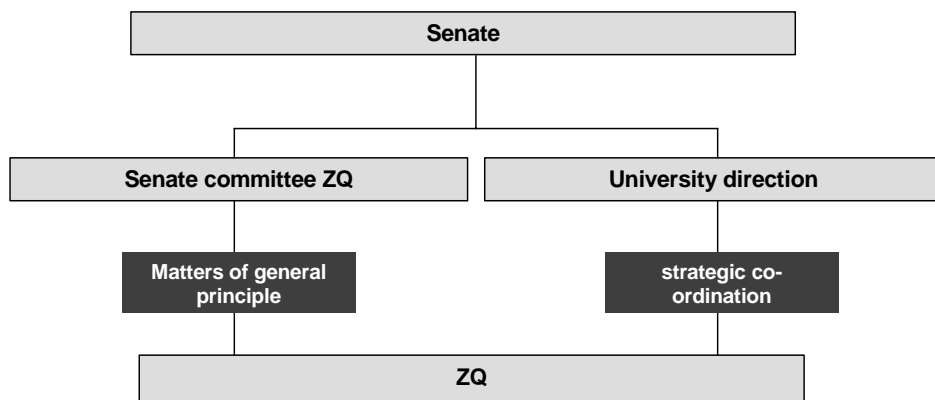 Senate
Senate committee ZQ
University direction
Matters of general
principle
strategic co-
ordination
ZQ